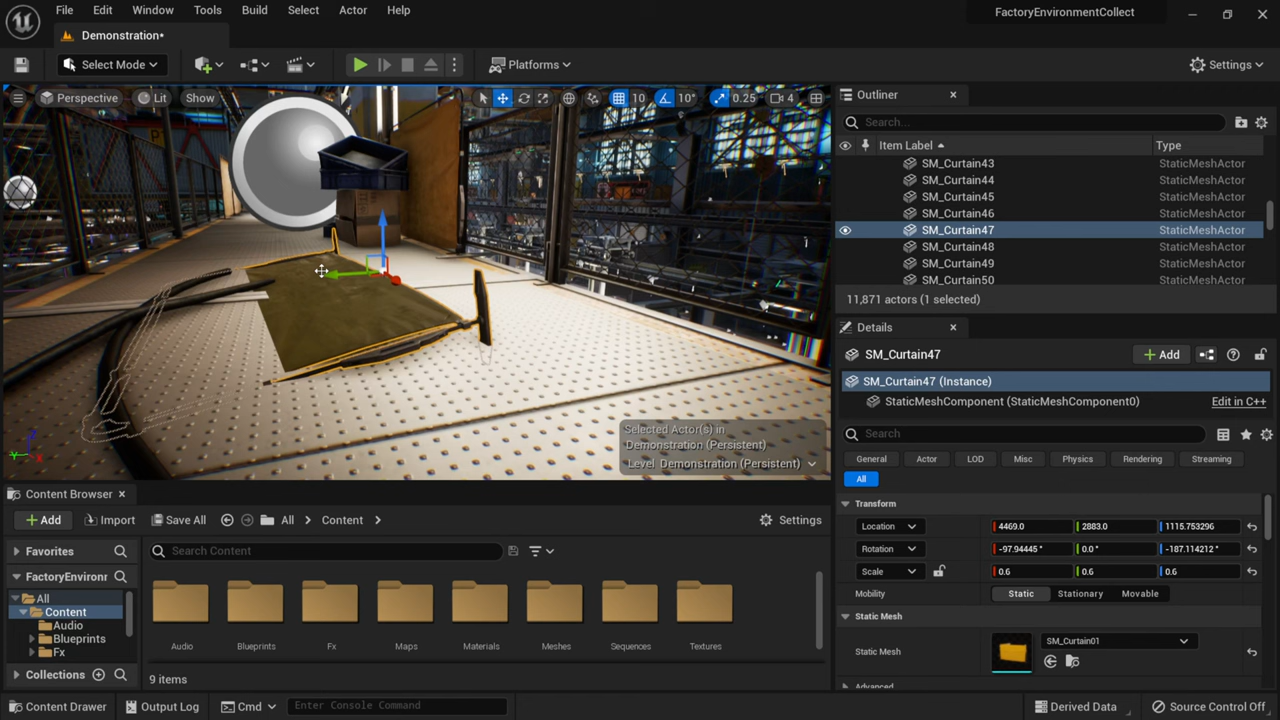 File Edit Window Tools Build Select Actor Help
FactoryEnvironmentCollect
Demonstration*
Select Mode
Platforms
Settings
Perspective Lit Show
10 10° 0.25 4
Selected Actor(s) in
Demonstration (Persistent)
Level Demonstration (Persistent)
Outliner
Search...
Item Label Type
SM_Curtain43 StaticMeshActor
SM_Curtain44 StaticMeshActor
SM_Curtain45 StaticMeshActor
SM_Curtain46 StaticMeshActor
SM_Curtain47 StaticMeshActor
SM_Curtain48 StaticMeshActor
SM_Curtain49 StaticMeshActor
SM_Curtain50 StaticMeshActor
11,871 actors (1 selected)
Details
SM_Curtain47
Add
SM_Curtain47 (Instance)
StaticMeshComponent (StaticMeshComponent0) Edit in C++
Search
General Actor LOD Misc Physics Rendering Streaming
All
Transform
Location 4469.0 2883.0 1115.753296
Rotation -97.94445° 0.0° -187.114212°
Scale 0.6 0.6 0.6
Mobility Static Stationary Movable
Static Mesh
Static Mesh SM_Curtain01
Advanced
Content Browser
Add Import Save All All Content Settings
Favorites
Search Content
FactoryEnvironr
All
Content
Audio
Blueprints
Fx
Collections
Audio Blueprints Fx Maps Materials Meshes Sequences Textures
9 items
Content Drawer Output Log Cmd Enter Console Command Derived Data Source Control Off